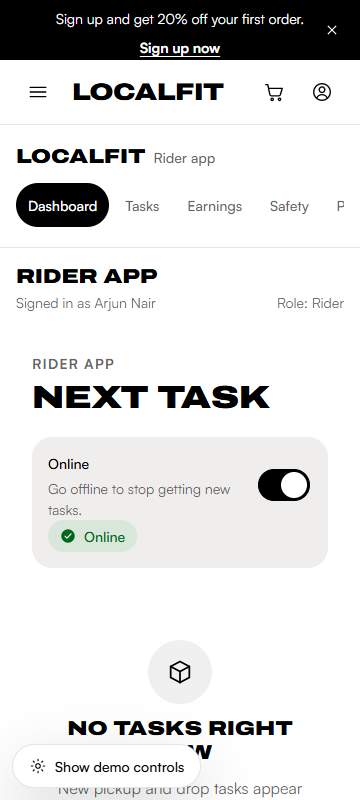 Sign up and get 20% off your first order.
Sign up now
LOCALFIT
LOCALFIT Rider app
Dashboard Tasks Earnings Safety P
RIDER APP
Signed in as Arjun Nair Role: Rider
RIDER APP
NEXT TASK
Online
Go offline to stop getting new
tasks.
Online
NO TASKS RIGHT
Show demo controls
New pickup and drop tasks appear